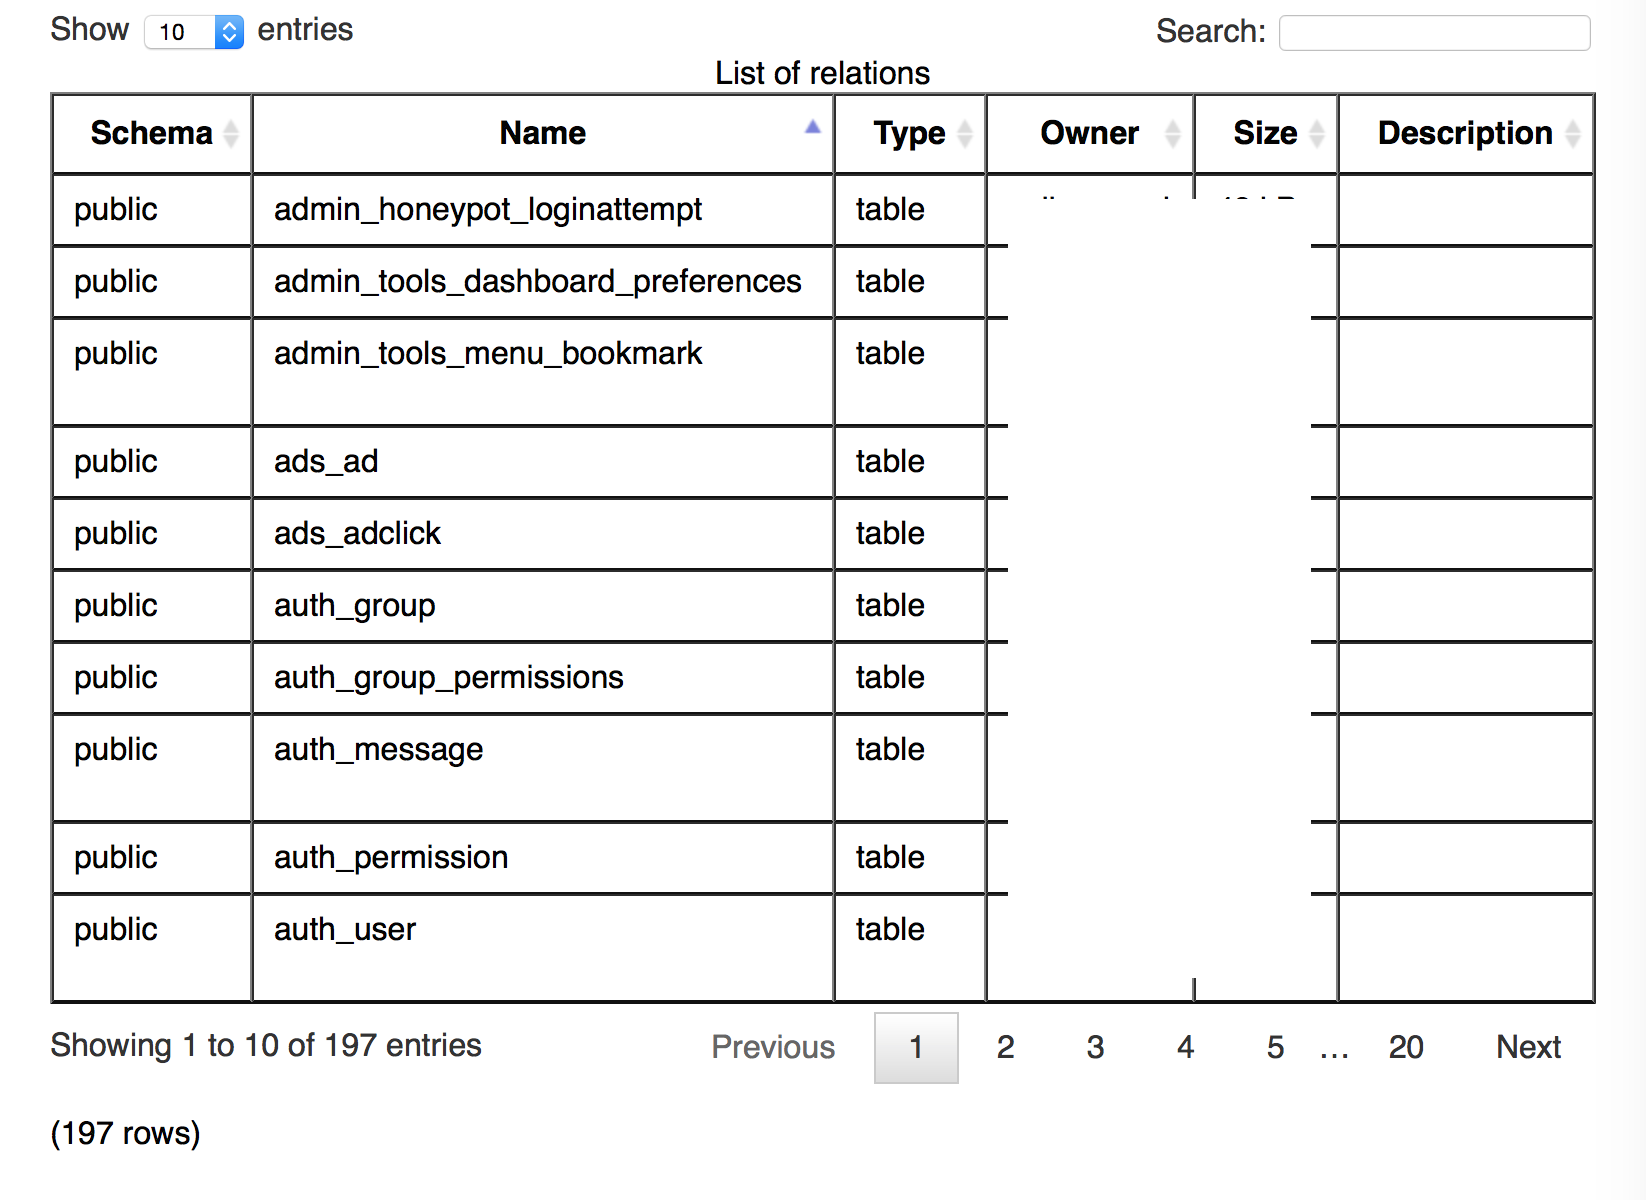 Show 10 entries Search:
List of relations
Schema Name Type Owner Size Description
public admin_honeypot_loginattempt table
public admin_tools_dashboard_preferences table
public admin_tools_menu_bookmark table
public ads_ad table
public ads_adclick table
public auth_group table
public auth_group_permissions table
public auth_message table
public auth_permission table
public auth_user table
Showing 1 to 10 of 197 entries Previous 1 2 3 4 5 … 20 Next
(197 rows)